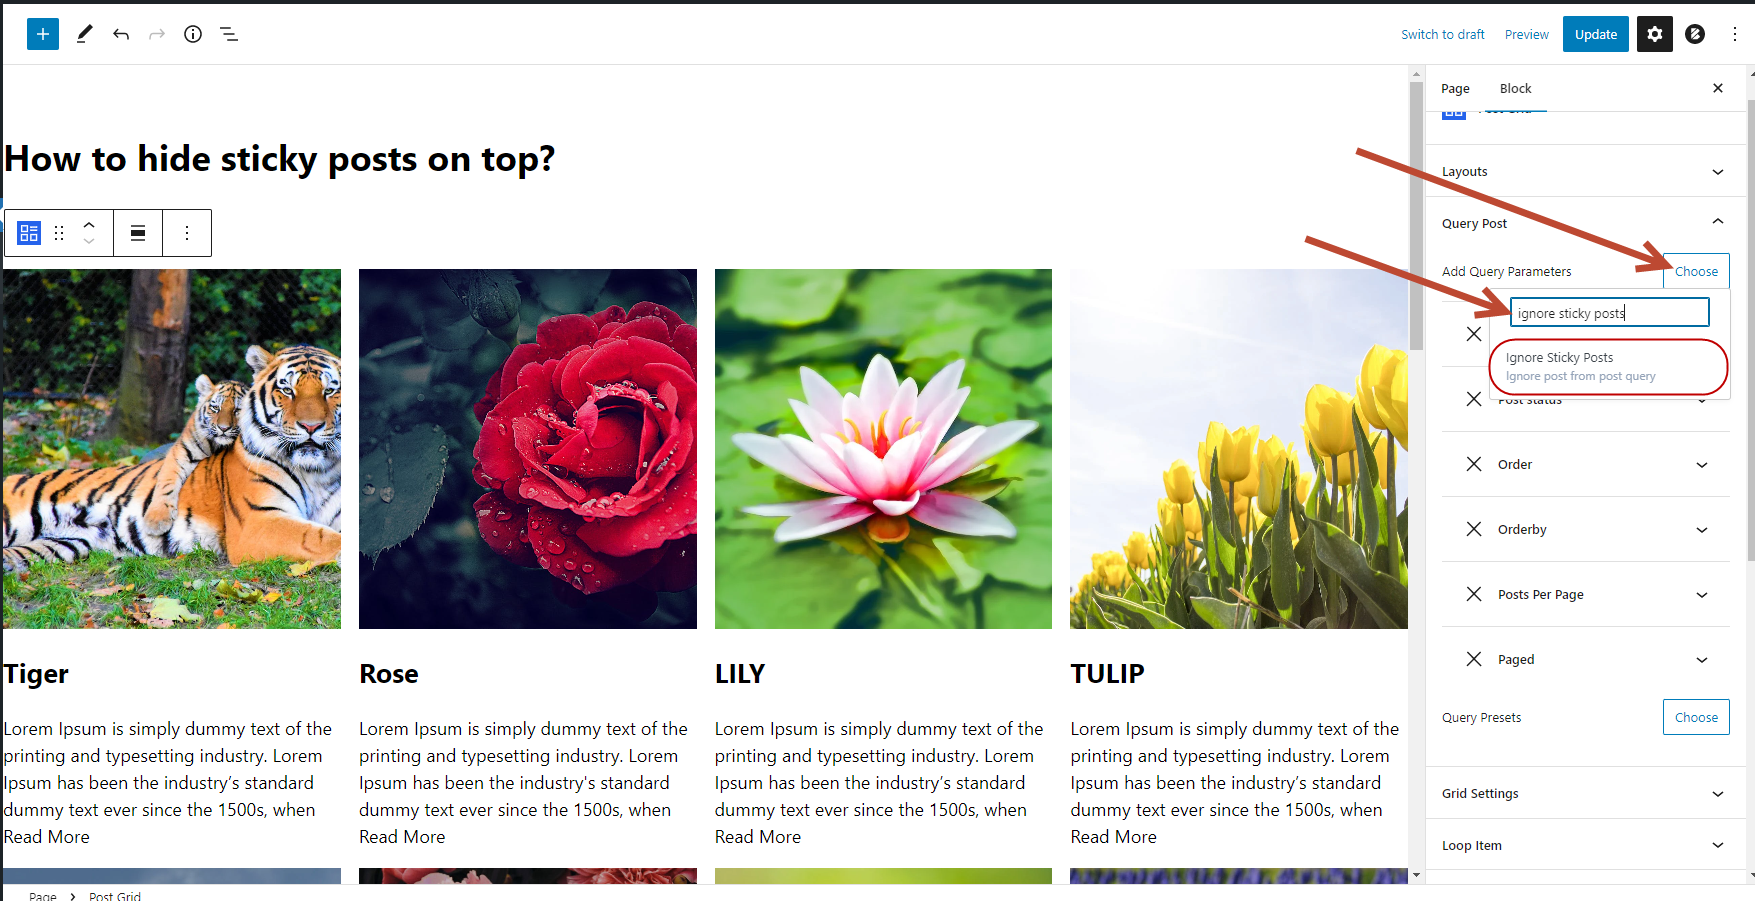 Switch to draft
Preview
Update
Page
Block
How to hide sticky posts on top?
Layouts
Query Post
Add Query Parameters
Choose
ignore sticky posts
Ignore Sticky Posts
Ignore post from post query
Post status
Order
Orderby
Posts Per Page
Paged
Query Presets
Choose
Grid Settings
Loop Item
Tiger
Lorem Ipsum is simply dummy text of the
printing and typesetting industry. Lorem
Ipsum has been the industry’s standard
dummy text ever since the 1500s, when
Read More
Rose
Lorem Ipsum is simply dummy text of the
printing and typesetting industry. Lorem
Ipsum has been the industry's standard
dummy text ever since the 1500s, when
Read More
LILY
Lorem Ipsum is simply dummy text of the
printing and typesetting industry. Lorem
Ipsum has been the industry’s standard
dummy text ever since the 1500s, when
Read More
TULIP
Lorem Ipsum is simply dummy text of the
printing and typesetting industry. Lorem
Ipsum has been the industry’s standard
dummy text ever since the 1500s, when
Read More
Page
Post Grid